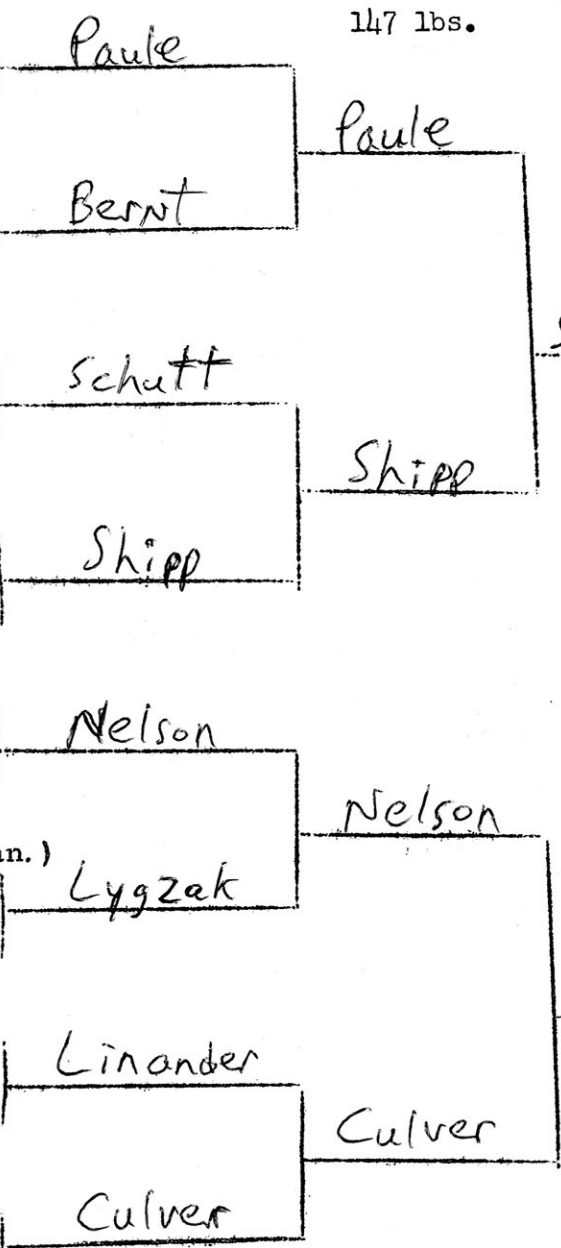 147 lbs.
Paule
Paule
Bernt
Schutt
Shipp
Shipp
Nelson
Nelson
Lygzak
Linander
Culver
Culver